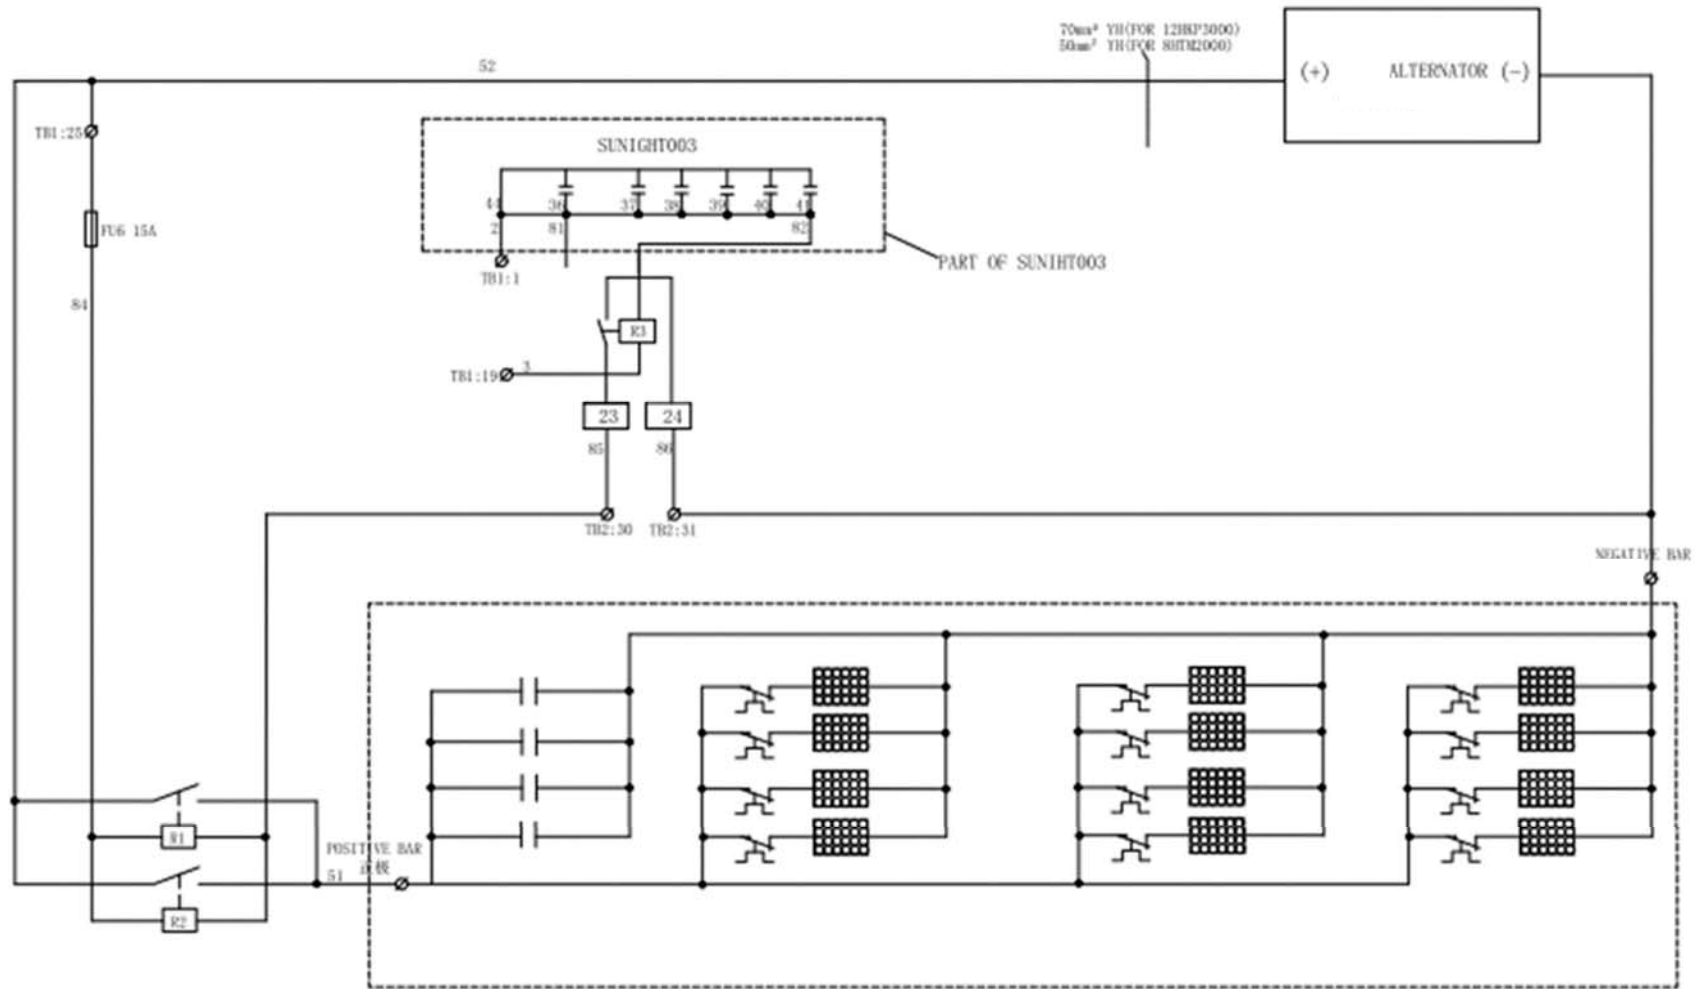 70mm² YH(FOR 12HKP3000)
50mm² YH(FOR 8HTM2000)
52
(+) ALTERNATOR (-)
TB1:25
SUNIGHT003
44 36 37 38 39 40 41
2 81 82
FU6 15A
PART OF SUNIHT003
TB1:1
84
R3
TB1:19 3
23 24
85 86
TB2:30 TB2:31
NEGATIVE BAR
R1
POSITIVE BAR
51 正极
R2